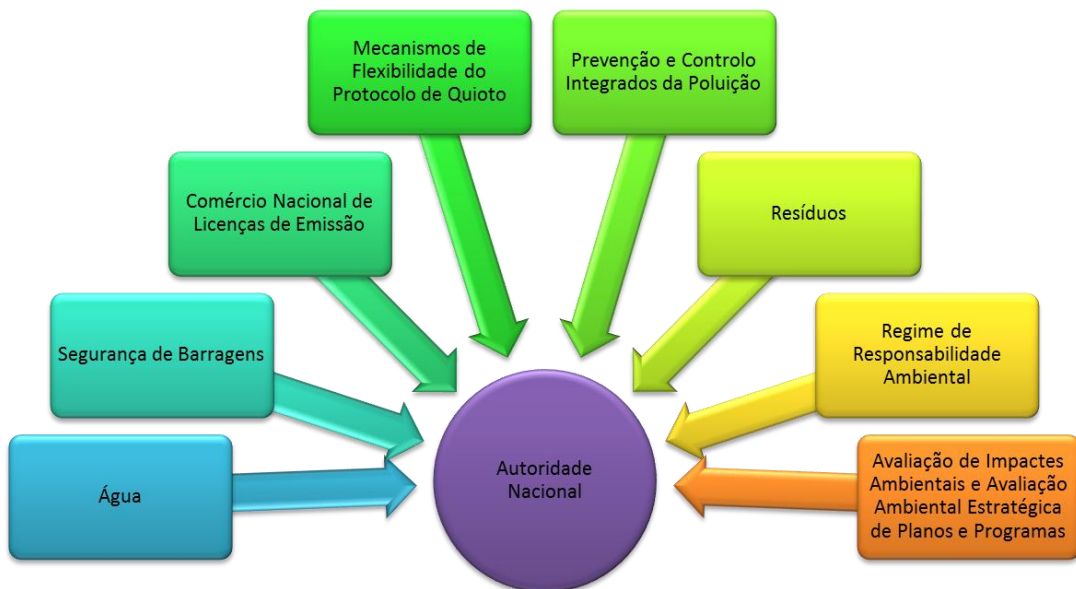 Mecanismos de
Flexibilidade do
Protocolo de Quioto
Prevenção e Controlo
Integrados da Poluição
Comércio Nacional de
Licenças de Emissão
Resíduos
Segurança de Barragens
Regime de
Responsabilidade
Ambiental
Água
Autoridade
Nacional
Avaliação de Impactes
Ambientais e Avaliação
Ambiental Estratégica
de Planos e Programas